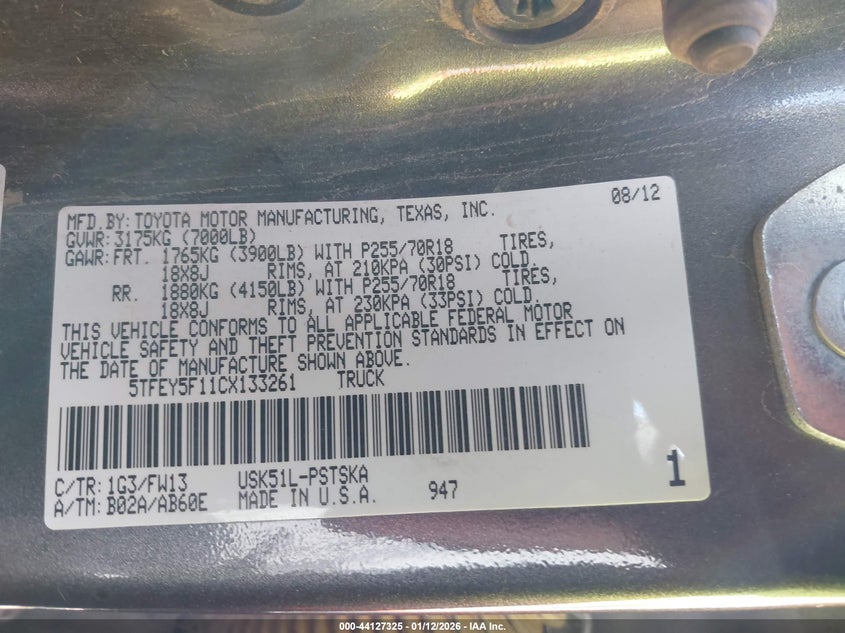 08/12
MFD.BY: TOYOTA MOTOR MANUFACTURING, TEXAS, INC.
GVWR: 3175KG (7000LB)
GAWR: FRT. 1765KG (3900LB) WITH P255/70R18 TIRES,
18X8J RIMS, AT 210KPA (30PSI) COLD.
RR. 1880KG (4150LB) WITH P255/70R18 TIRES,
18X8J RIMS, AT 230KPA (33PSI) COLD.
THIS VEHICLE CONFORMS TO ALL APPLICABLE FEDERAL MOTOR
VEHICLE SAFETY AND THEFT PREVENTION STANDARDS IN EFFECT ON
THE DATE OF MANUFACTURE SHOWN ABOVE.
5TFEY5F11CX133261 TRUCK
C/TR: 1G3/FW13 USK51L-PSTSKA
A/TM: B02A/AB60E MADE IN U.S.A. 947
1
000-44127325 - 01/12/2026 - IAA Inc.